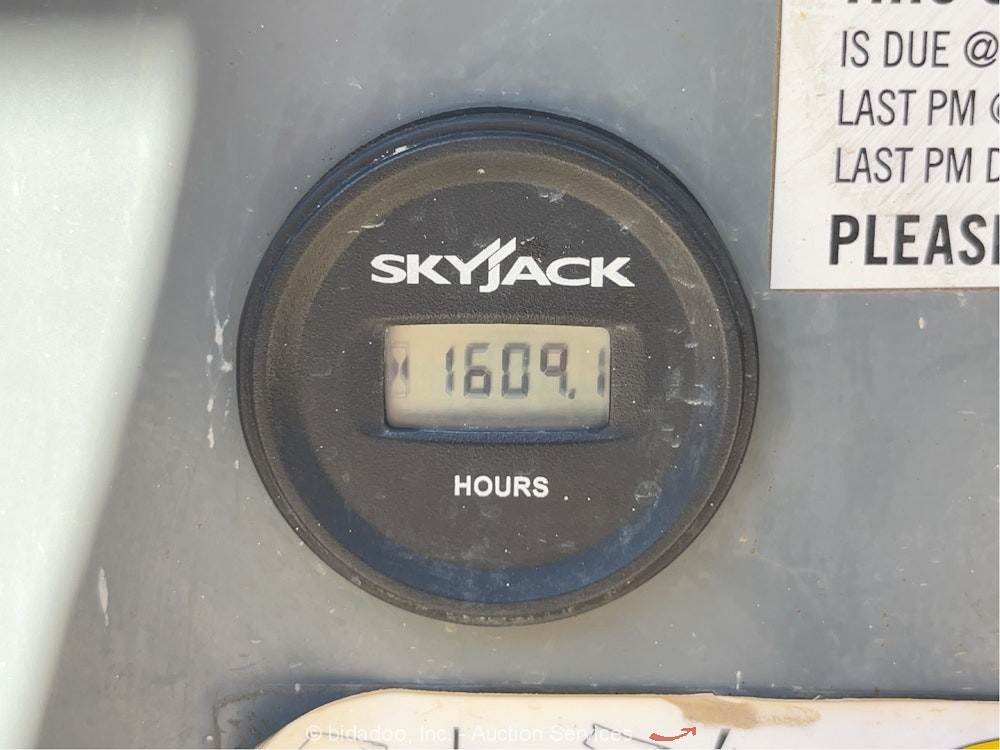 IS DUE @
LAST PM @
LAST PM D
PLEAS
SKYJACK
1609.1
HOURS
© bidadoo, Inc. - Auction Services